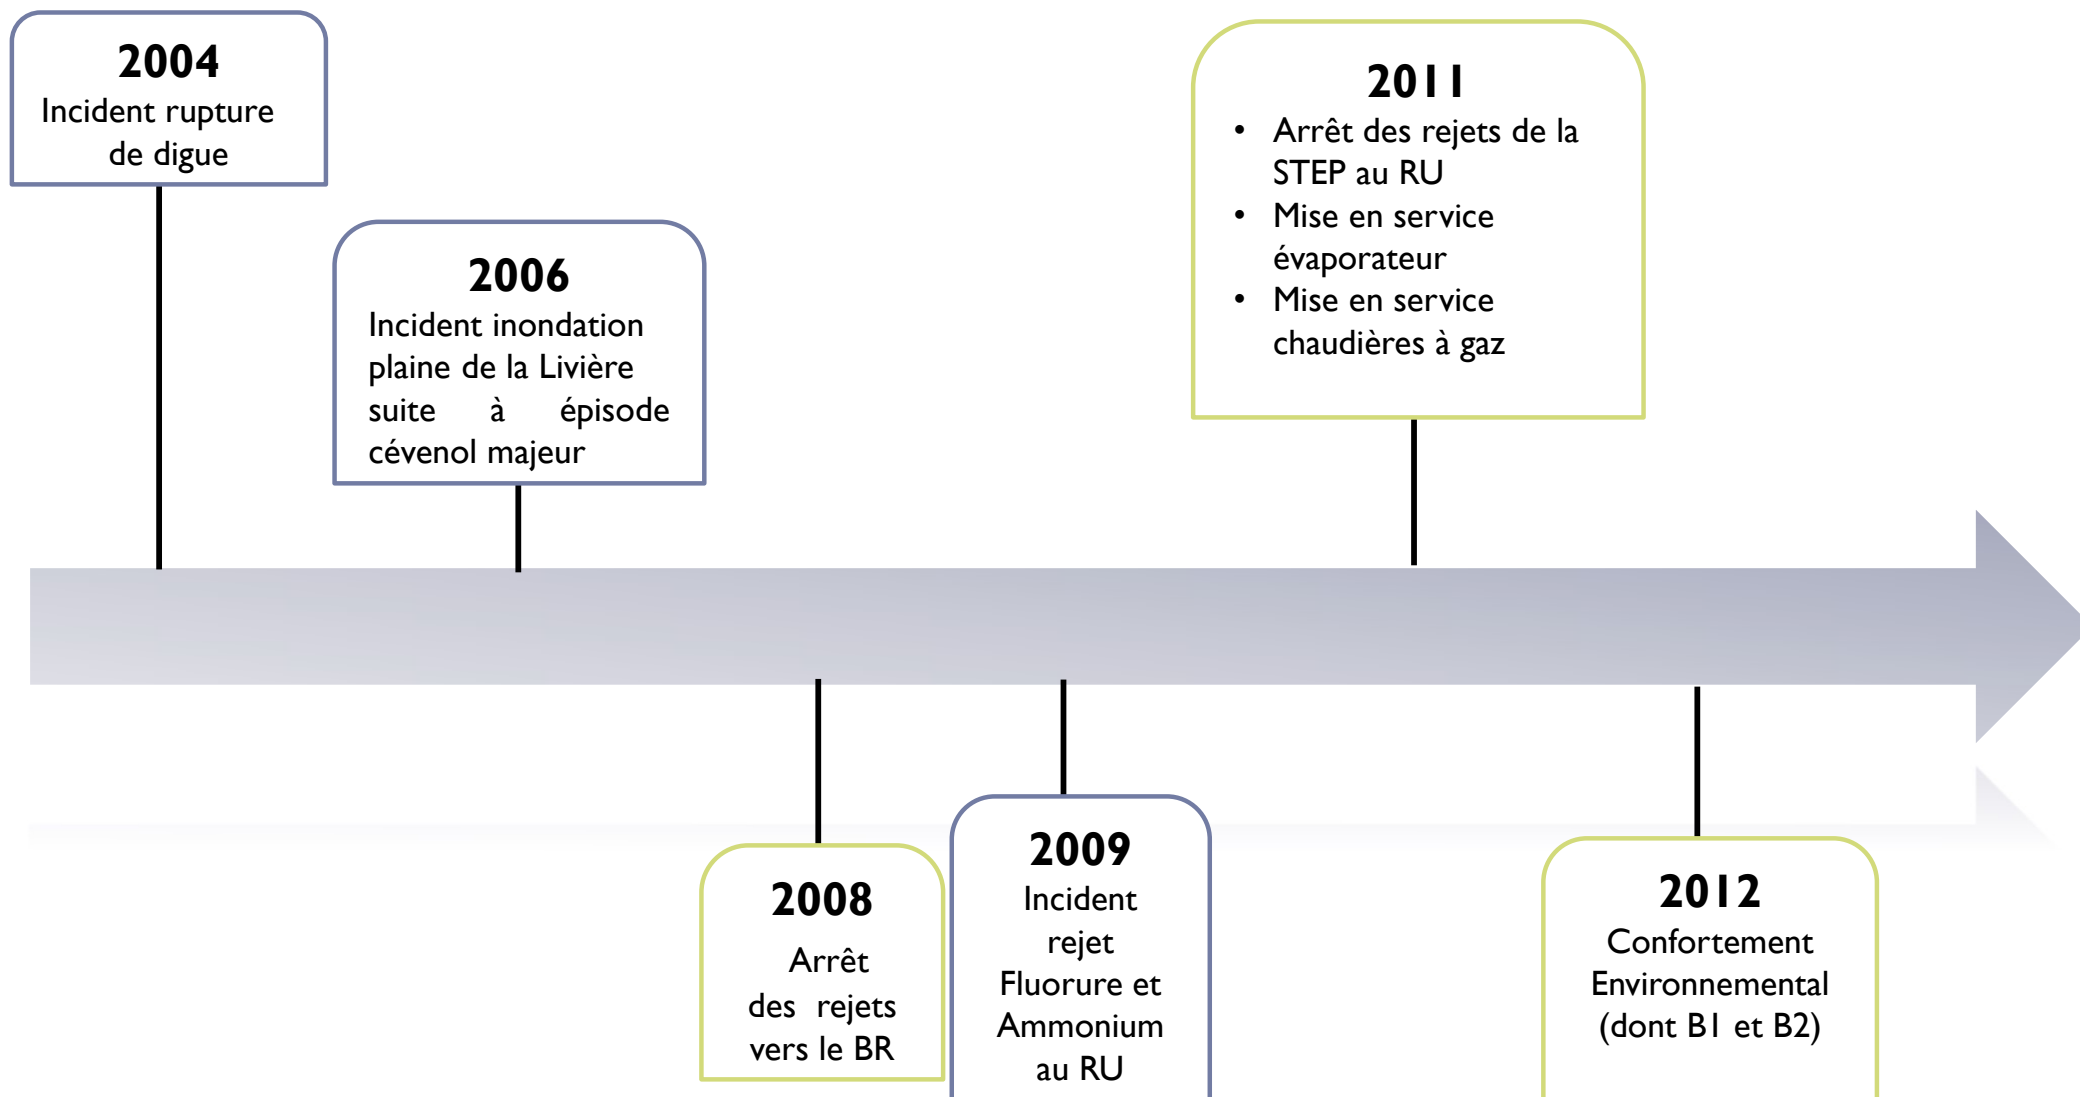 2004
Incident rupture
de digue
2006
Incident inondation
plaine de la Livière
suite à épisode
cévenol majeur
2008
Arrêt
des rejets
vers le BR
2009
Incident
rejet
Fluorure et
Ammonium
au RU
2011
• Arrêt des rejets de la
STEP au RU
• Mise en service
évaporateur
• Mise en service
chaudières à gaz
2012
Confortement
Environnemental
(dont B1 et B2)